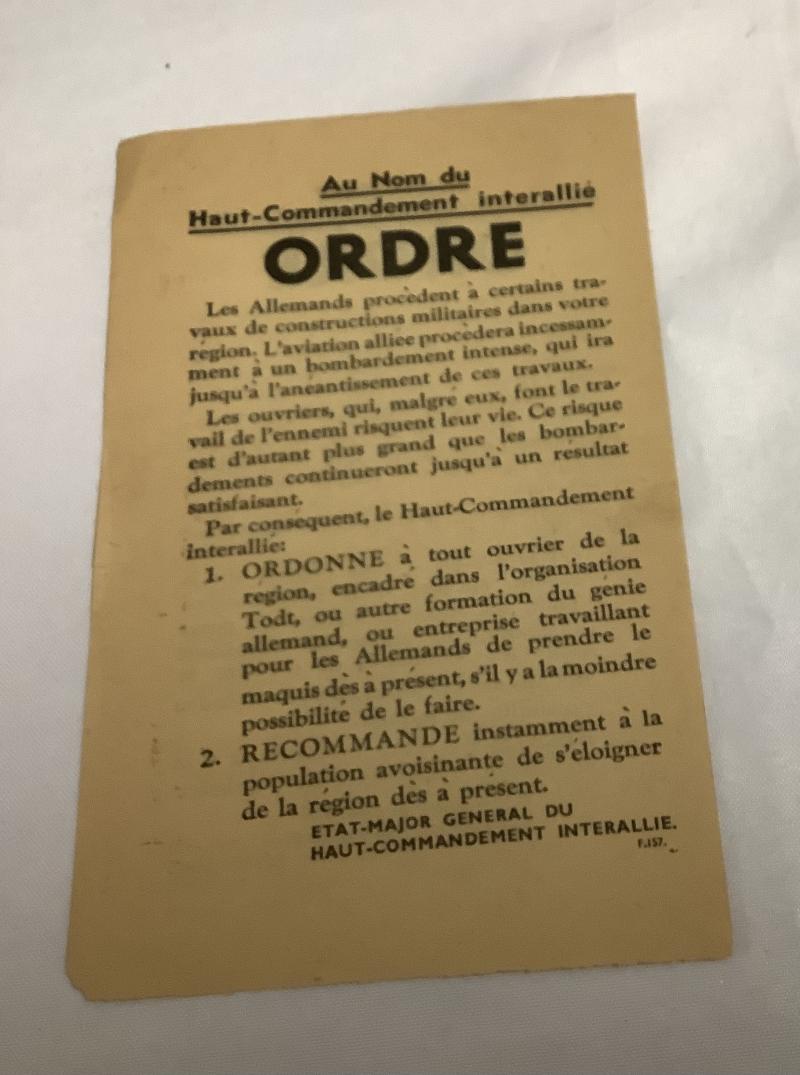 Au Nom du
Haut-Commandement interallié
ORDRE
Les Allemands procèdent à certains tra-
vaux de constructions militaires dans votre
région. L'aviation alliee procèdera incessam-
ment à un bombardement intense, qui ira
jusqu'à l'anéantissement de ces travaux.
Les ouvriers, qui, malgré eux, font le tra-
vail de l'ennemi risquent leur vie. Ce risque
est d'autant plus grand que les bombar-
dements continueront jusqu'à un résultat
satisfaisant.
Par conséquent, le Haut-Commandement
interallié:
1. ORDONNE à tout ouvrier de la
région, encadré dans l'organisation
Todt, ou autre formation du génie
allemand, ou entreprise travaillant
pour les Allemands de prendre le
maquis dès à présent, s'il y a la moindre
possibilité de le faire.
2. RECOMMANDE instamment à la
population avoisinante de s'éloigner
de la région dès à présent.
ETAT-MAJOR GENERAL DU
HAUT-COMMANDEMENT INTERALLIE.
F.157.